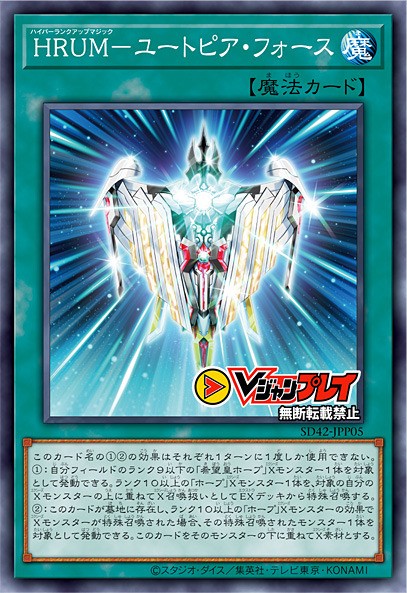 ハイパーランクアップマジック
HRUM－ユートピア・フォース 魔
【魔法カード】
Vジャンプレイ
無断転載禁止
SD42-JPP05
このカード名の①②の効果はそれぞれ１ターンに１度しか使用できない。
①：自分フィールドのランク９以下の「希望皇ホープ」Xモンスター１体を対象
として発動できる。ランク１０以上の「ホープ」Xモンスター１体を、対象の自分の
Xモンスターの上に重ねてX召喚扱いとしてEXデッキから特殊召喚する。
②：このカードが墓地に存在し、ランク１０以上の「ホープ」Xモンスターが効果で
Xモンスターが特殊召喚された場合、そのXモンスター１体を
対象として発動できる。このカードをそのモンスターの下に重ねてX素材とする。
©スタジオ・ダイス／集英社・テレビ東京・KONAMI